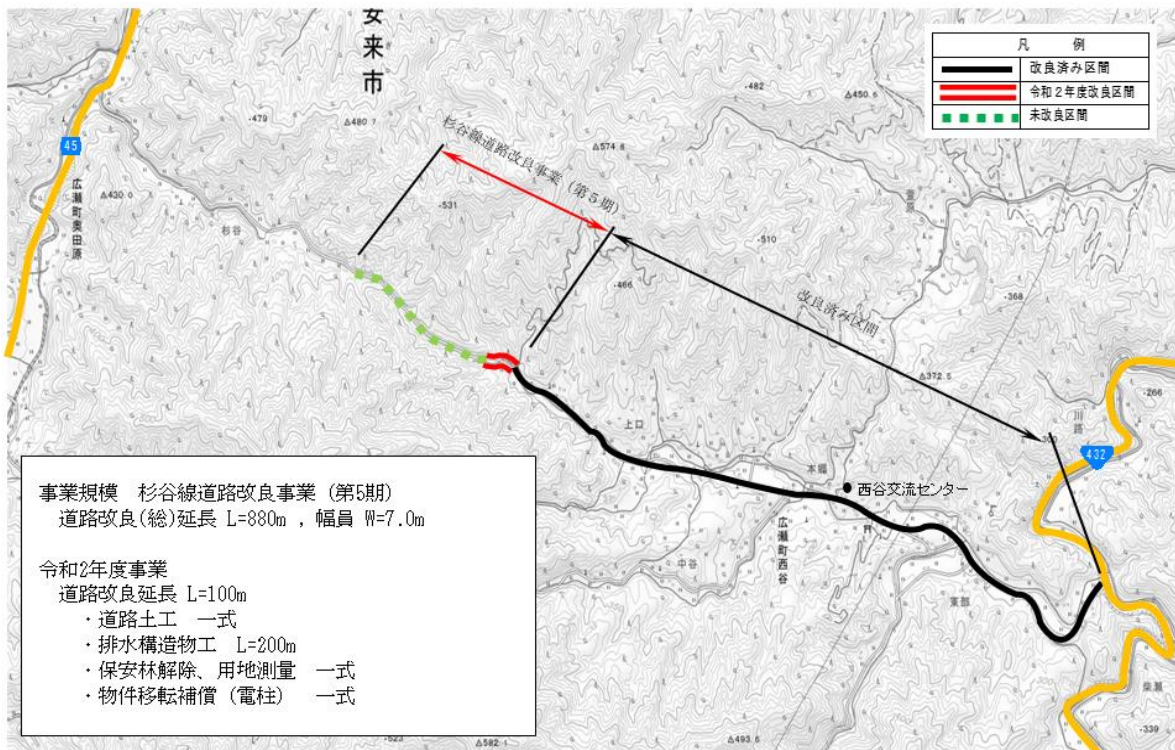 安来市
凡　例
改良済み区間
令和２年度改良区間
未改良区間
-482
△450.6
-479
△480.7
杉谷線道路改良事業（第５期）
△574.6
45
広瀬町奥田原
△430.0
杉谷
-531
菅原
-510
-466
改良済み区間
-368
△372.5
-266
川路
300
432
上口
本郷
西谷交流センター
広瀬町西谷
中谷
東部
柴瀬
-339
-523
△582.1
△493.6
事業規模　杉谷線道路改良事業（第5期）
道路改良(総)延長 L=880m ，幅員 W=7.0m
令和2年度事業
道路改良延長 L=100m
・道路土工　一式
・排水構造物工　L=200m
・保安林解除、用地測量　一式
・物件移転補償（電柱）　一式